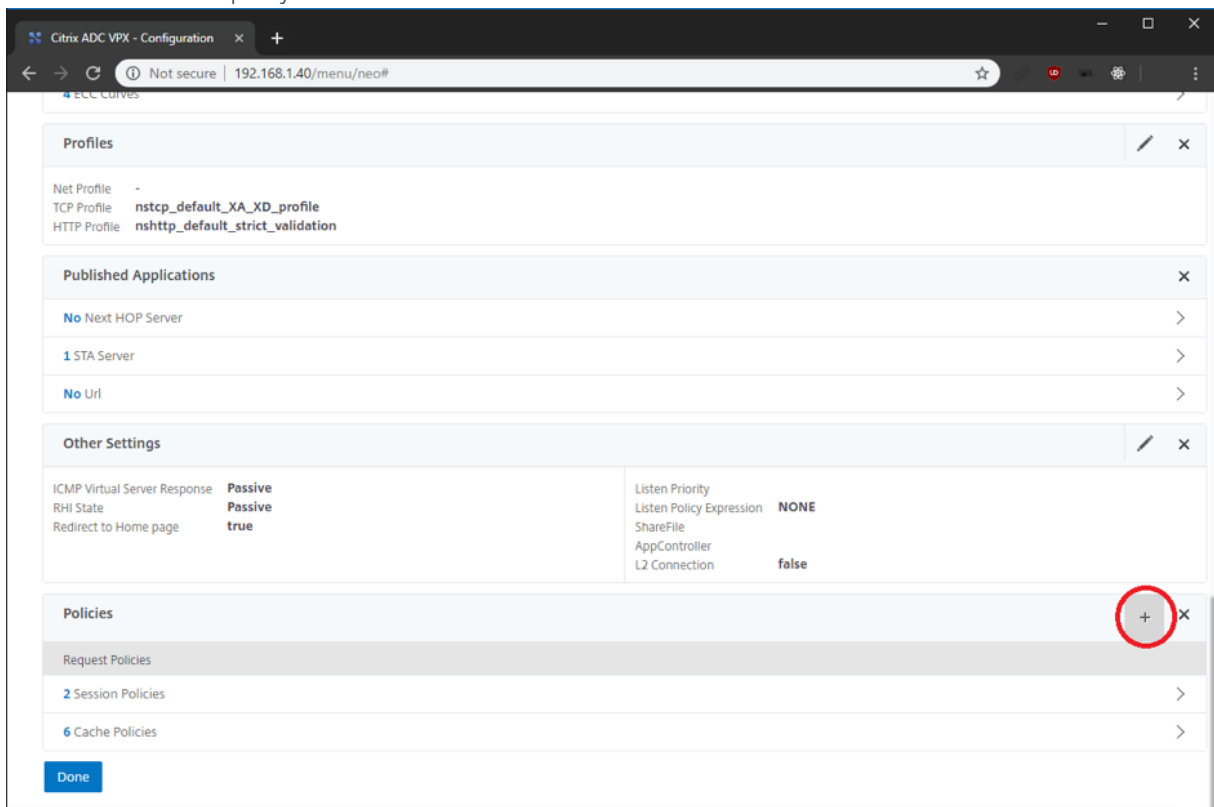 Citrix ADC VPX - Configuration
Not secure | 192.168.1.40/menu/neo#
4 ECC Curves
Profiles
Net Profile -
TCP Profile nstcp_default_XA_XD_profile
HTTP Profile nshttp_default_strict_validation
Published Applications
No Next HOP Server
1 STA Server
No Url
Other Settings
ICMP Virtual Server Response Passive
RHI State Passive
Redirect to Home page true
Listen Priority
Listen Policy Expression NONE
ShareFile
AppController
L2 Connection false
Policies
Request Policies
2 Session Policies
6 Cache Policies
Done